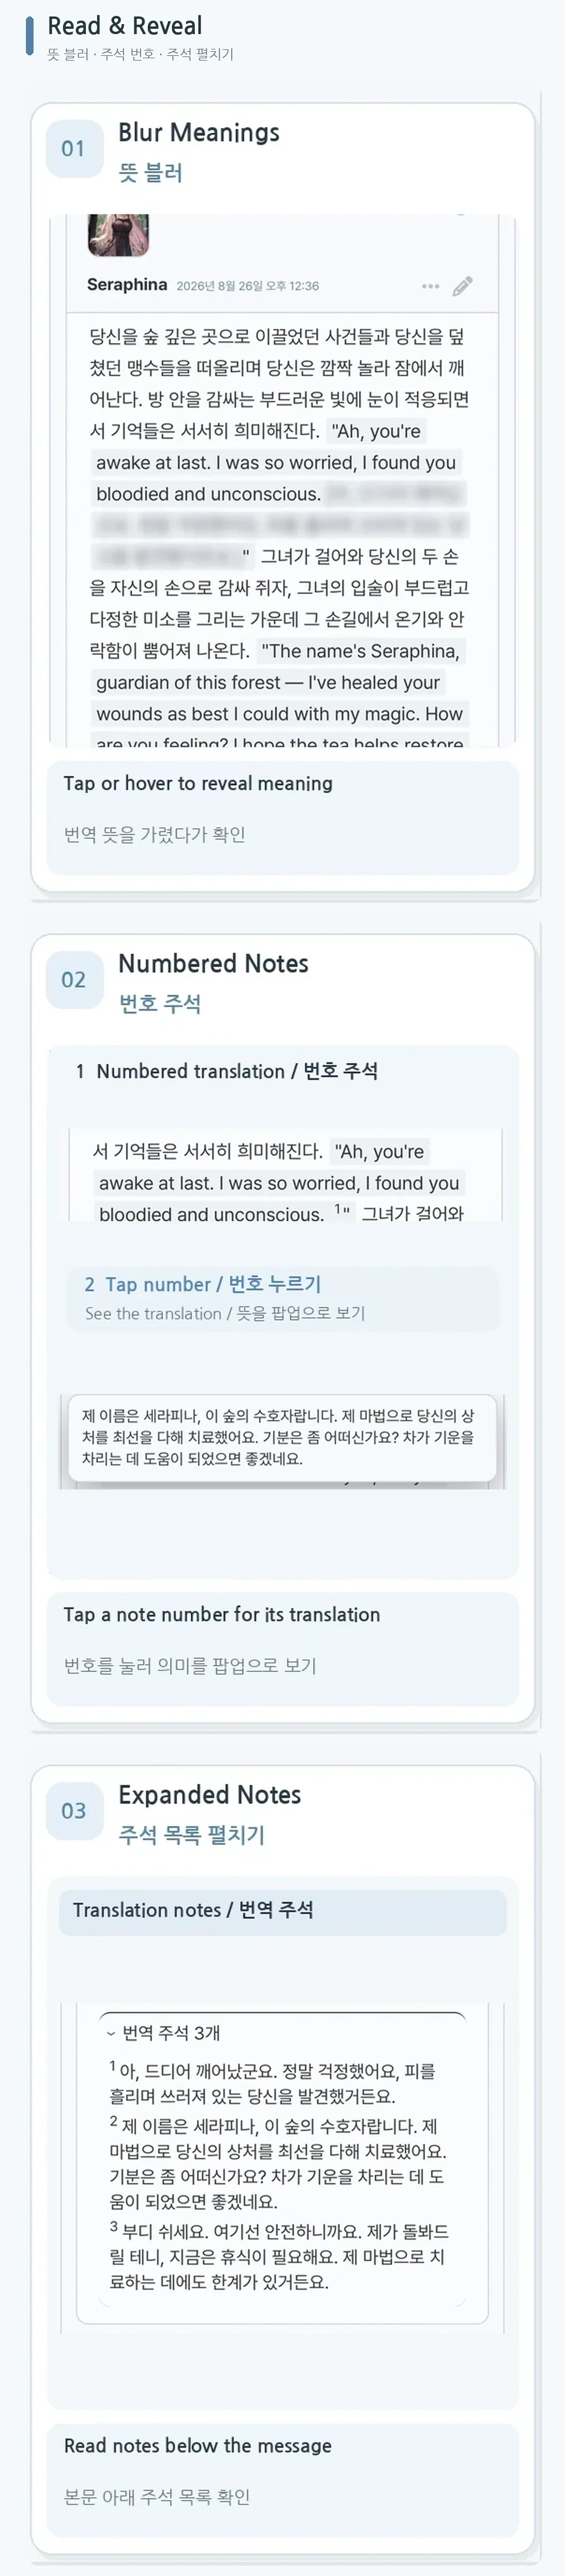 Read & Reveal
뜻 블러 · 주석 번호 · 주석 펼치기
01
Blur Meanings
뜻 블러
Seraphina 2026년 8월 26일 오후 12:36
당신을 숲 깊은 곳으로 이끌었던 사건들과 당신을 덮
쳤던 맹수들을 떠올리며 당신은 깜짝 놀라 잠에서 깨
어난다. 방 안을 감싸는 부드러운 빛에 눈이 적응되면
서 기억들은 서서히 희미해진다. "Ah, you're
awake at last. I was so worried, I found you
bloodied and unconscious.
" 그녀가 걸어와 당신의 두 손
을 자신의 손으로 감싸 쥐자, 그녀의 입술이 부드럽고
다정한 미소를 그리는 가운데 그 손길에서 온기와 안
락함이 뿜어져 나온다. "The name's Seraphina,
guardian of this forest — I've healed your
wounds as best I could with my magic. How
are you feeling? I hope the tea helps restore
Tap or hover to reveal meaning
번역 뜻을 가렸다가 확인
02
Numbered Notes
번호 주석
1 Numbered translation / 번호 주석
서 기억들은 서서히 희미해진다. "Ah, you're
awake at last. I was so worried, I found you
bloodied and unconscious. 1" 그녀가 걸어와
2 Tap number / 번호 누르기
See the translation / 뜻을 팝업으로 보기
제 이름은 세라피나, 이 숲의 수호자랍니다. 제 마법으로 당신의 상
처를 최선을 다해 치료했어요. 기분은 좀 어떠신가요? 차가 기운을
차리는 데 도움이 되었으면 좋겠네요.
Tap a note number for its translation
번호를 눌러 의미를 팝업으로 보기
03
Expanded Notes
주석 목록 펼치기
Translation notes / 번역 주석
번역 주석 3개
1 아, 드디어 깨어났군요. 정말 걱정했어요, 피를
흘리며 쓰러져 있는 당신을 발견했거든요.
2 제 이름은 세라피나, 이 숲의 수호자랍니다. 제
마법으로 당신의 상처를 최선을 다해 치료했어요.
기분은 좀 어떠신가요? 차가 기운을 차리는 데 도
움이 되었으면 좋겠네요.
3 부디 쉬세요. 여기선 안전하니까요. 제가 돌봐드
릴 테니, 지금은 휴식이 필요해요. 제 마법으로 치
료하는 데에도 한계가 있거든요.
Read notes below the message
본문 아래 주석 목록 확인